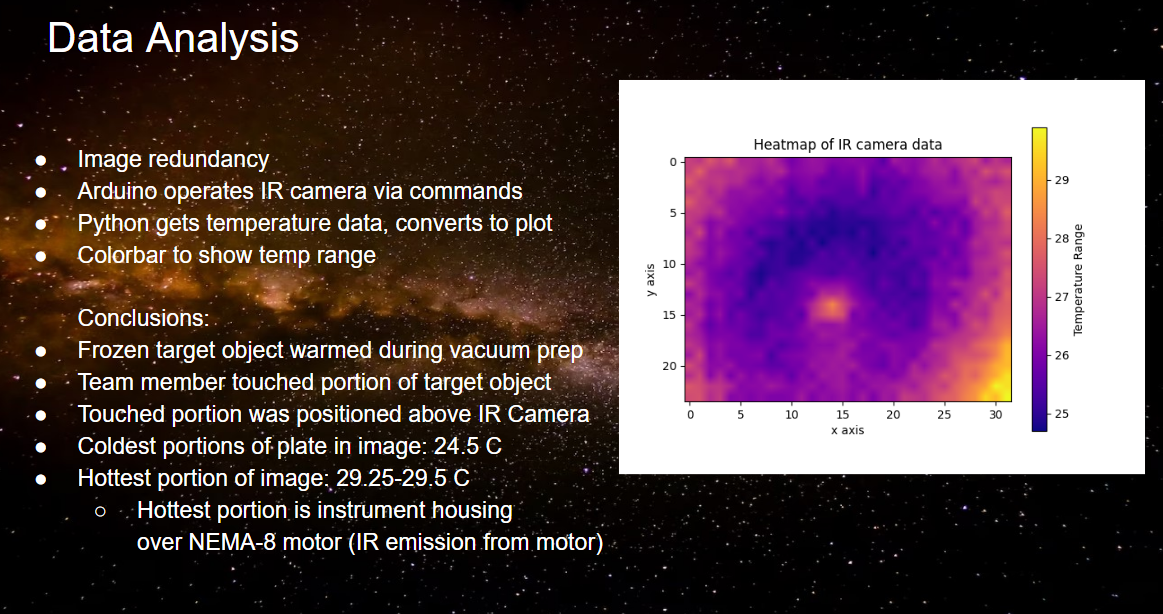 Data Analysis
● Image redundancy
● Arduino operates IR camera via commands
● Python gets temperature data, converts to plot
● Colorbar to show temp range
Conclusions:
● Frozen target object warmed during vacuum prep
● Team member touched portion of target object
● Touched portion was positioned above IR Camera
● Coldest portions of plate in image: 24.5 C
● Hottest portion of image: 29.25-29.5 C
○ Hottest portion is instrument housing
over NEMA-8 motor (IR emission from motor)
Heatmap of IR camera data
0
5
10
15
20
y axis
0 5 10 15 20 25 30
x axis
29
28
27
26
25
Temperature Range